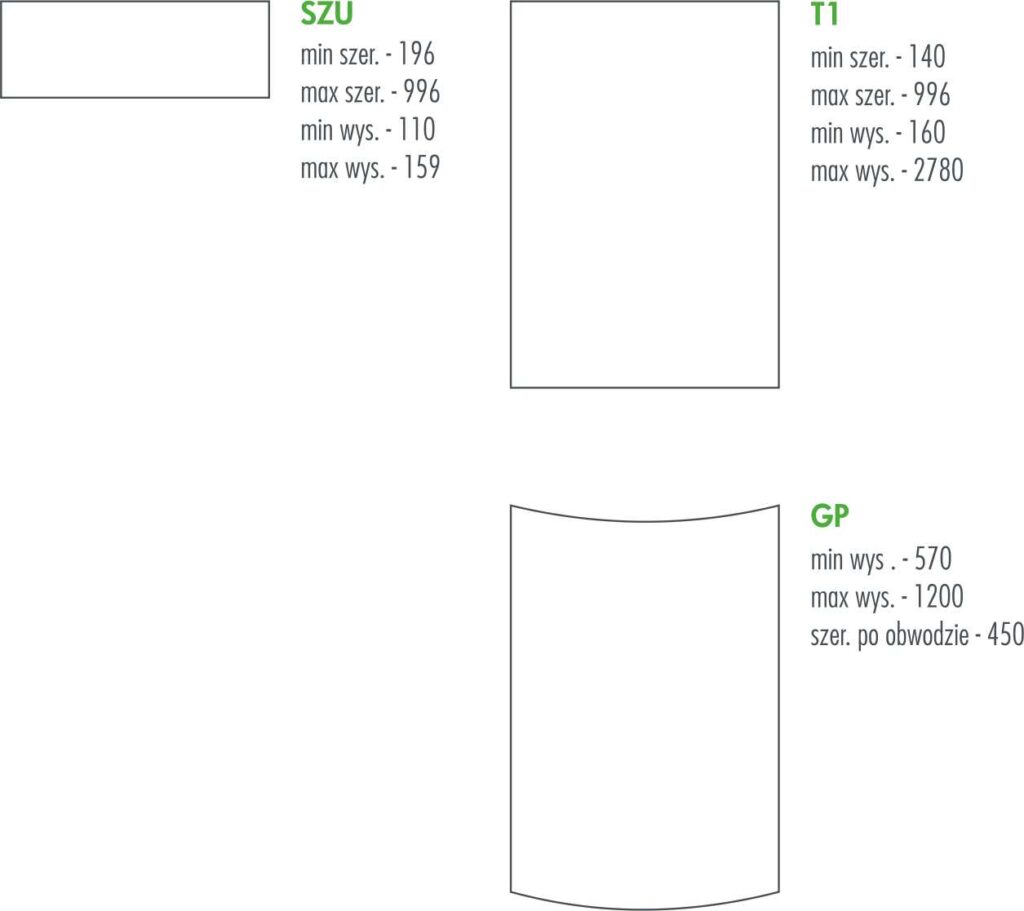 SZU
min szer. - 196
max szer. - 996
min wys. - 110
max wys. - 159
T1
min szer. - 140
max szer. - 996
min wys. - 160
max wys. - 2780
GP
min wys . - 570
max wys. - 1200
szer. po obwodzie - 450